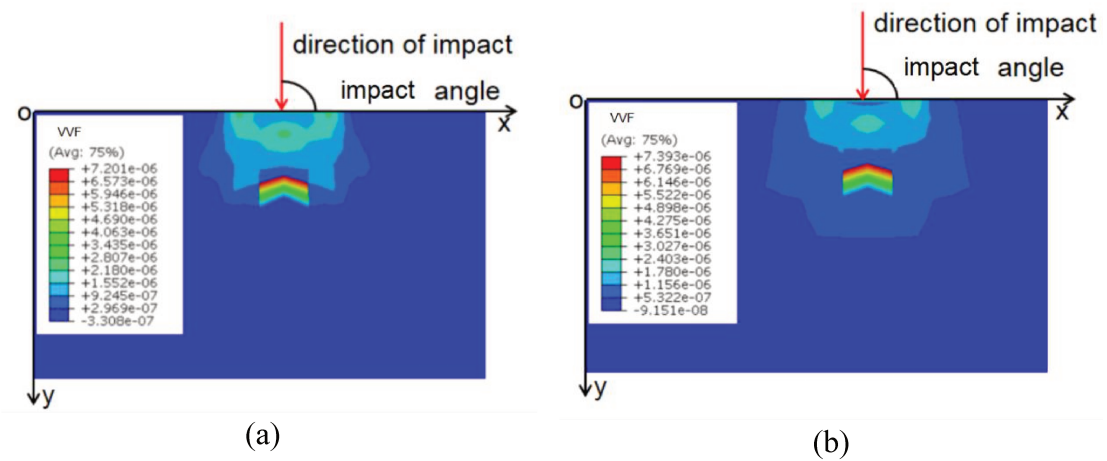 direction of impact
impact angle
O
X
VVF
(Avg: 75%)
+7.201e-06
+6.573e-06
+5.946e-06
+5.318e-06
+4.690e-06
+4.063e-06
+3.435e-06
+2.807e-06
+2.180e-06
+1.552e-06
+9.245e-07
+2.969e-07
-3.308e-07
y
(a)
direction of impact
impact angle
O
X
VVF
(Avg: 75%)
+7.393e-06
+6.769e-06
+6.146e-06
+5.522e-06
+4.898e-06
+4.275e-06
+3.651e-06
+3.027e-06
+2.403e-06
+1.780e-06
+1.156e-06
+5.322e-07
-9.151e-08
y
(b)